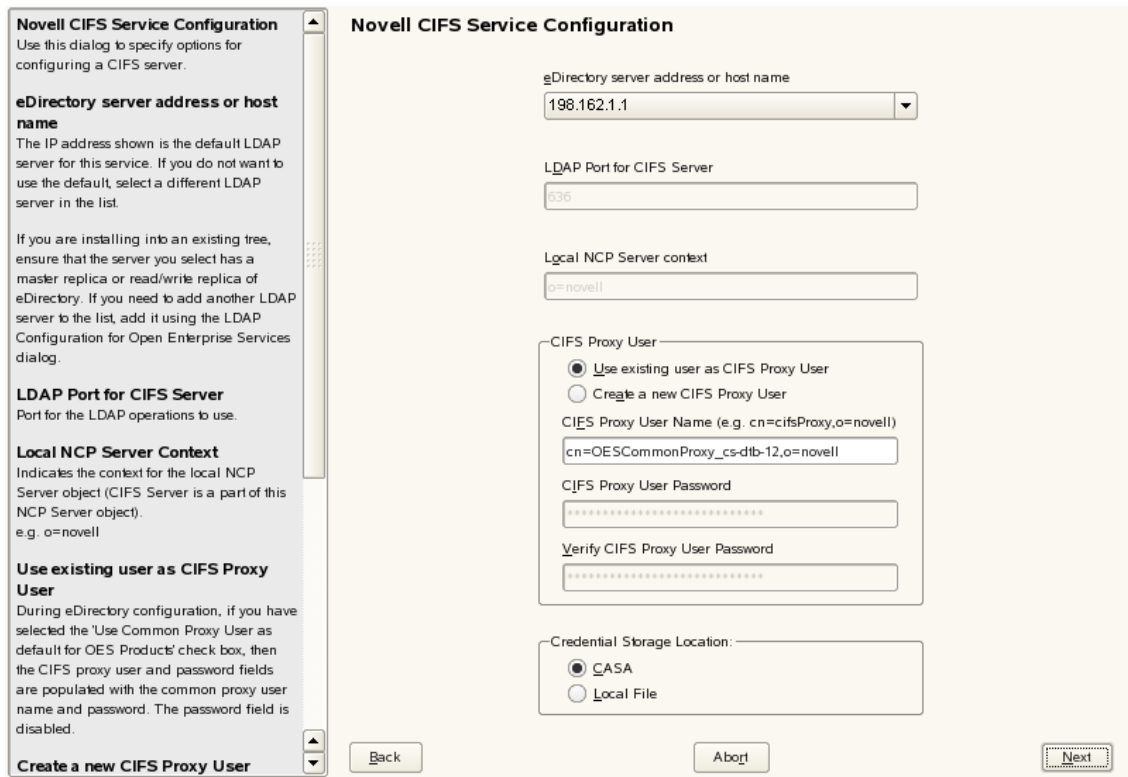 Novell CIFS Service Configuration
Use this dialog to specify options for
configuring a CIFS server.
eDirectory server address or host
name
The IP address shown is the default LDAP
server for this service. If you do not want to
use the default, select a different LDAP
server in the list.
If you are installing into an existing tree,
ensure that the server you select has a
master replica or read/write replica of
eDirectory. If you need to add another LDAP
server to the list, add it using the LDAP
Configuration for Open Enterprise Services
dialog.
LDAP Port for CIFS Server
Port for the LDAP operations to use.
Local NCP Server Context
Indicates the context for the local NCP
Server object (CIFS Server is a part of this
NCP Server object).
e.g. o=novell
Use existing user as CIFS Proxy
User
During eDirectory configuration, if you have
selected the 'Use Common Proxy User as
default for OES Products' check box, then
the CIFS proxy user and password fields
are populated with the common proxy user
name and password. The password field is
disabled.
Create a new CIFS Proxy User
Novell CIFS Service Configuration
eDirectory server address or host name
198.162.1.1
LDAP Port for CIFS Server
636
Local NCP Server context
o=novell
CIFS Proxy User
Use existing user as CIFS Proxy User
Create a new CIFS Proxy User
CIFS Proxy User Name (e.g. cn=cifsProxy,o=novell)
cn=OESCommonProxy_cs-dtb-12,o=novell
CIFS Proxy User Password
****************************
Verify CIFS Proxy User Password
****************************
Credential Storage Location:
CASA
Local File
Back
Abort
Next